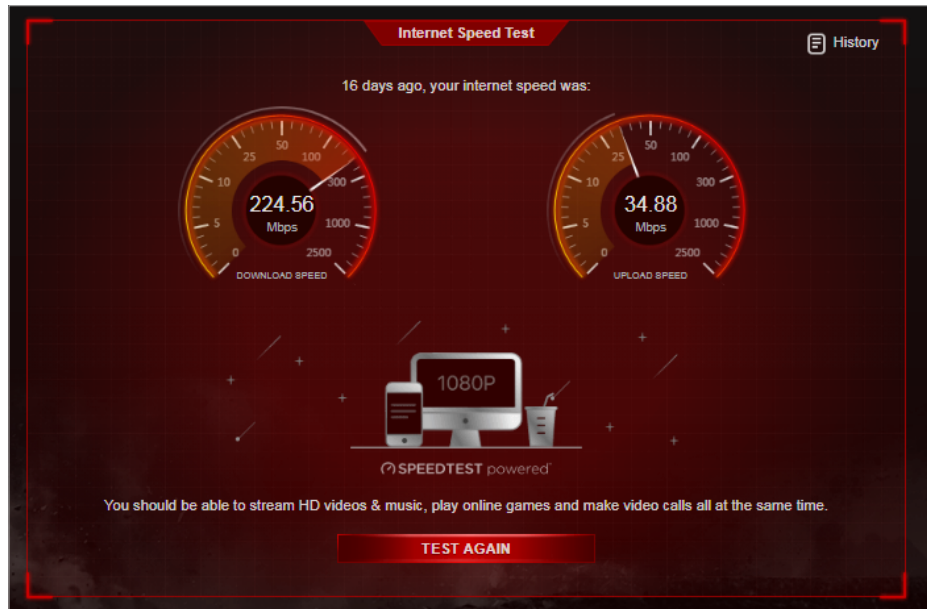 Internet Speed Test
History
16 days ago, your internet speed was:
0
5
10
25
50
100
300
1000
2500
224.56
Mbps
DOWNLOAD SPEED
0
5
10
25
50
100
300
1000
2500
34.88
Mbps
UPLOAD SPEED
1080P
SPEEDTEST powered
You should be able to stream HD videos & music, play online games and make video calls all at the same time.
TEST AGAIN